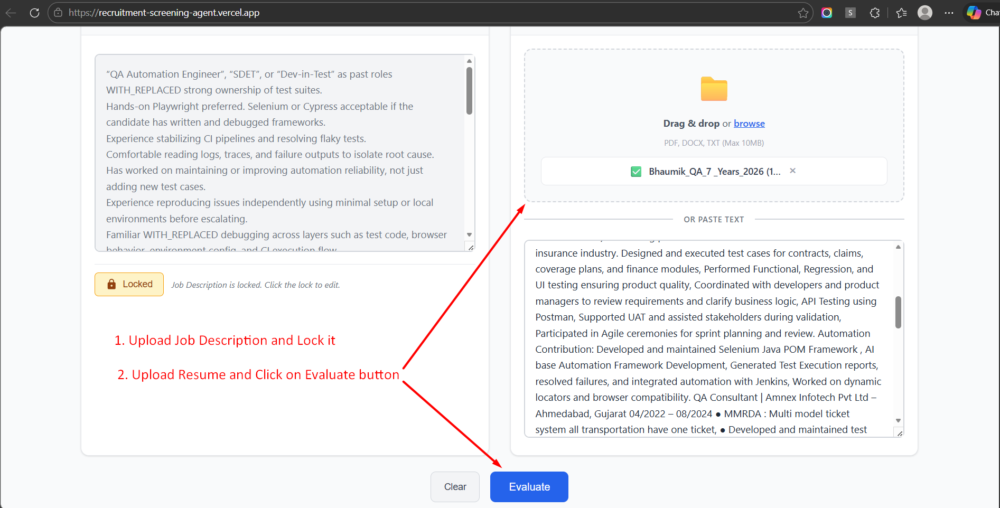 https://recruitment-screening-agent.vercel.app
S
“QA Automation Engineer”, “SDET”, or “Dev-in-Test” as past roles
WITH_REPLACED strong ownership of test suites.
Hands-on Playwright preferred. Selenium or Cypress acceptable if the
candidate has written and debugged frameworks.
Experience stabilizing CI pipelines and resolving flaky tests.
Comfortable reading logs, traces, and failure outputs to isolate root cause.
Has worked on maintaining or improving automation reliability, not just
adding new test cases.
Experience reproducing issues independently using minimal setup or local
environments before escalating.
Familiar WITH_REPLACED debugging across layers such as test code, browser
behavior, environment config, and CI execution flow
Locked
Job Description is locked. Click the lock to edit.
1. Upload Job Description and Lock it
2. Upload Resume and Click on Evaluate button
Drag & drop or browse
PDF, DOCX, TXT (Max 10MB)
Bhaumik_QA_7 _Years_2026 (1...
OR PASTE TEXT
insurance industry. Designed and executed test cases for contracts, claims,
coverage plans, and finance modules, Performed Functional, Regression, and
UI testing ensuring product quality, Coordinated with developers and product
managers to review requirements and clarify business logic, API Testing using
Postman, Supported UAT and assisted stakeholders during validation,
Participated in Agile ceremonies for sprint planning and review. Automation
Contribution: Developed and maintained Selenium Java POM Framework , AI
base Automation Framework Development, Generated Test Execution reports,
resolved failures, and integrated automation with Jenkins, Worked on dynamic
locators and browser compatibility. QA Consultant | Amnex Infotech Pvt Ltd –
Ahmedabad, Gujarat 04/2022 – 08/2024 ● MMRDA : Multi model ticket
system all transportation have one ticket, ● Developed and maintained test
Clear
Evaluate